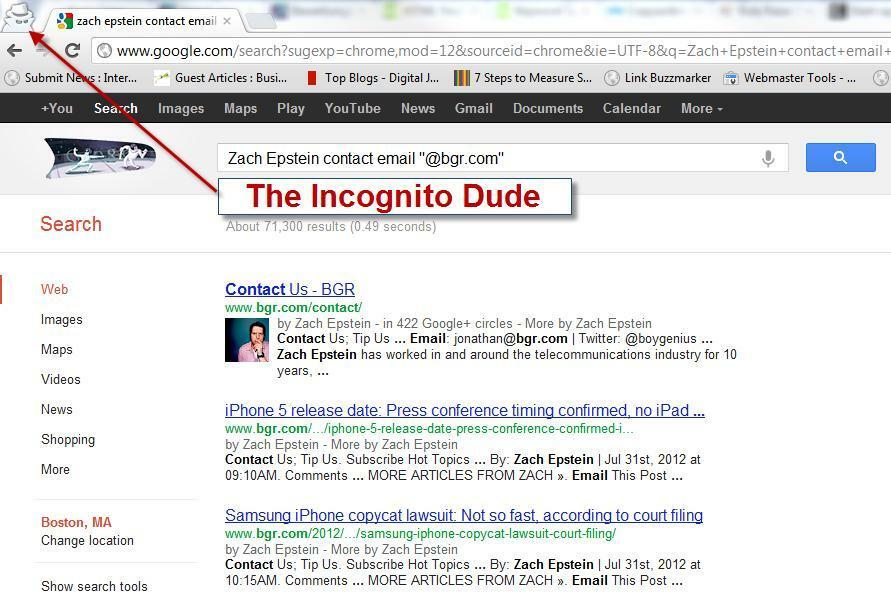 zach epstein contact email
www.google.com/search?sugexp=chrome,mod=12&sourceid=chrome&ie=UTF-8&q=Zach+Epstein+contact+email+
Submit News : Inter... Guest Articles : Busi... Top Blogs - Digital J... 7 Steps to Measure S... Link Buzzmarker Webmaster Tools - ...
+You Search Images Maps Play YouTube News Gmail Documents Calendar More
Zach Epstein contact email "@bgr.com"
The Incognito Dude
Search
About 71,300 results (0.49 seconds)
Web
Images
Maps
Videos
News
Shopping
More
Boston, MA
Change location
Show search tools
Contact Us - BGR
www.bgr.com/contact/
by Zach Epstein - in 422 Google+ circles - More by Zach Epstein
Contact Us; Tip Us ... Email: jonathan@bgr.com | Twitter: @boygenius ...
Zach Epstein has worked in and around the telecommunications industry for 10
years, ...
iPhone 5 release date: Press conference timing confirmed, no iPad ...
www.bgr.com/.../iphone-5-release-date-press-conference-confirmed-i...
by Zach Epstein - More by Zach Epstein
Contact Us; Tip Us. Subscribe Hot Topics ... By: Zach Epstein | Jul 31st, 2012 at
09:10AM. Comments ... MORE ARTICLES FROM ZACH ». Email This Post ...
Samsung iPhone copycat lawsuit: Not so fast, according to court filing
www.bgr.com/2012/.../samsung-iphone-copycat-lawsuit-court-filing/
by Zach Epstein - More by Zach Epstein
Contact Us; Tip Us. Subscribe Hot Topics ... By: Zach Epstein | Jul 31st, 2012 at
10:15AM. Comments ... MORE ARTICLES FROM ZACH ». Email This Post ...